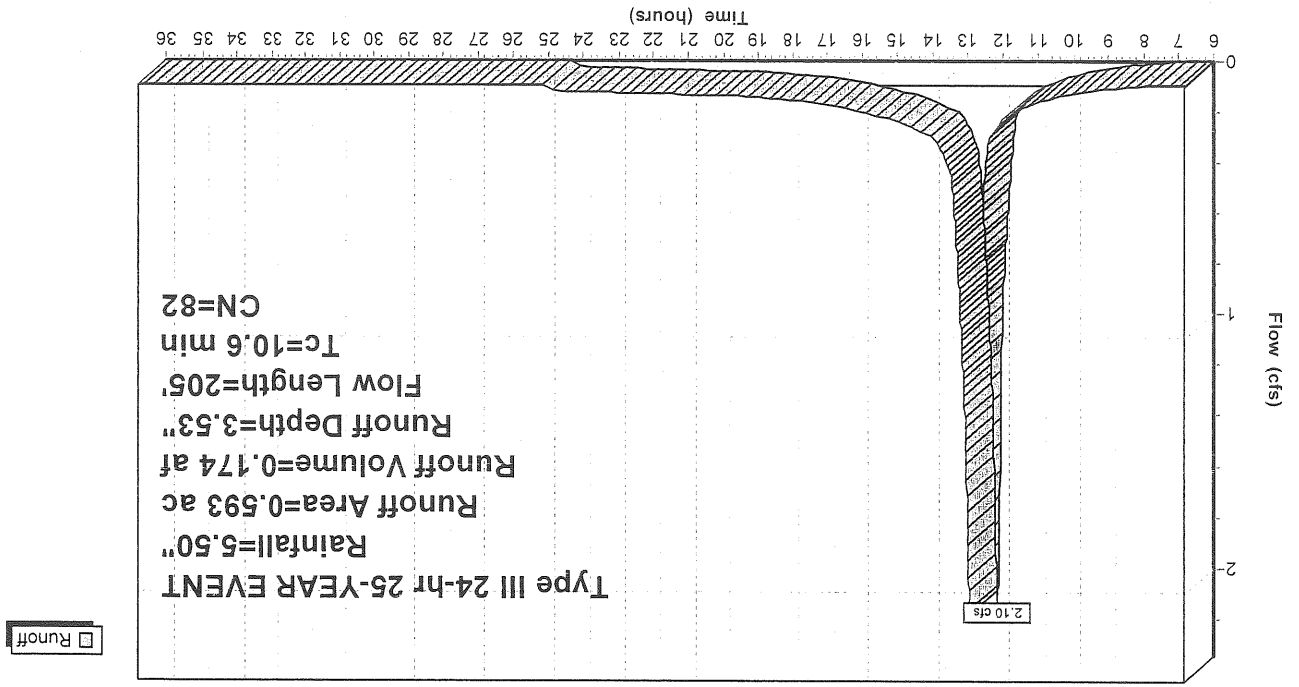 Runoff
2.10 cfs
Type III 24-hr 25-YEAR EVENT
Rainfall=5.50"
Runoff Area=0.593 ac
Runoff Volume=0.174 af
Runoff Depth=3.53"
Flow Length=205'
Tc=10.6 min
CN=82
Flow (cfs)
2
1
0
6 7 8 9 10 11 12 13 14 15 16 17 18 19 20 21 22 23 24 25 26 27 28 29 30 31 32 33 34 35 36
Time (hours)